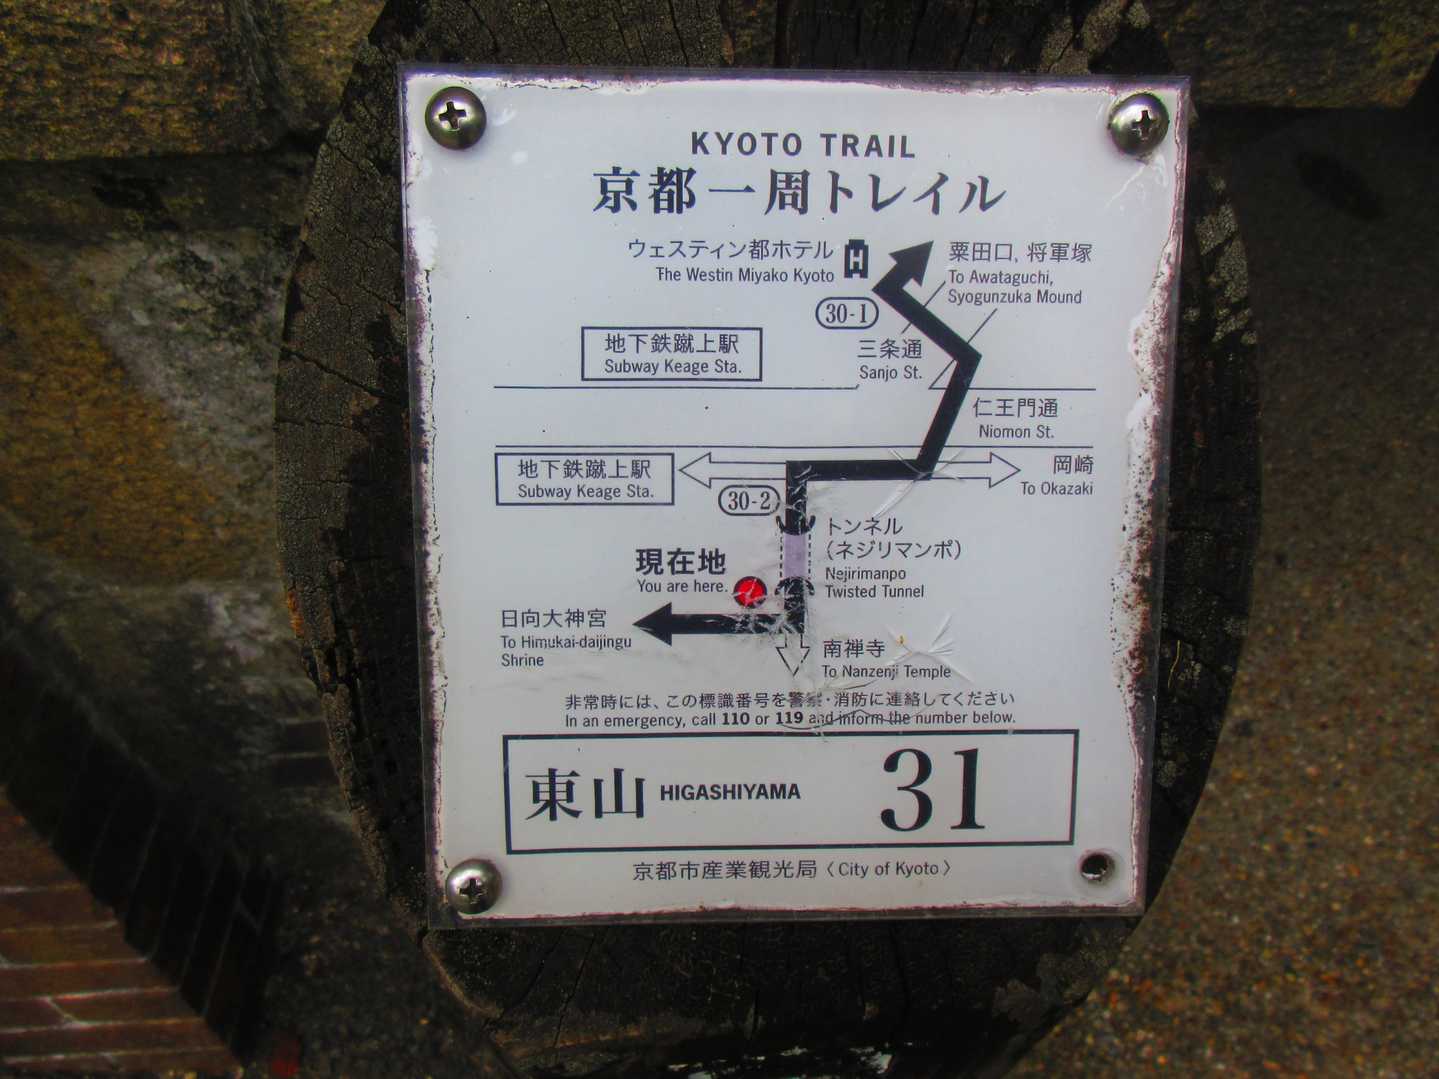 KYOTO TRAIL
京都一周トレイル
ウェスティン都ホテル
The Westin Miyako Kyoto
H
粟田口, 将軍塚
To Awataguchi,
Syogunzuka Mound
30-1
地下鉄蹴上駅
Subway Keage Sta.
三条通
Sanjo St.
仁王門通
Niomon St.
地下鉄蹴上駅
Subway Keage Sta.
岡崎
To Okazaki
30-2
トンネル
（ネジリマンポ）
Nejirimanpo
Twisted Tunnel
現在地
You are here.
日向大神宮
To Himukai-daijingu
Shrine
南禅寺
To Nanzenji Temple
非常時には、この標識番号を警察・消防に連絡してください
In an emergency, call 110 or 119 and inform the number below.
東山 HIGASHIYAMA 31
京都市産業観光局〈City of Kyoto〉